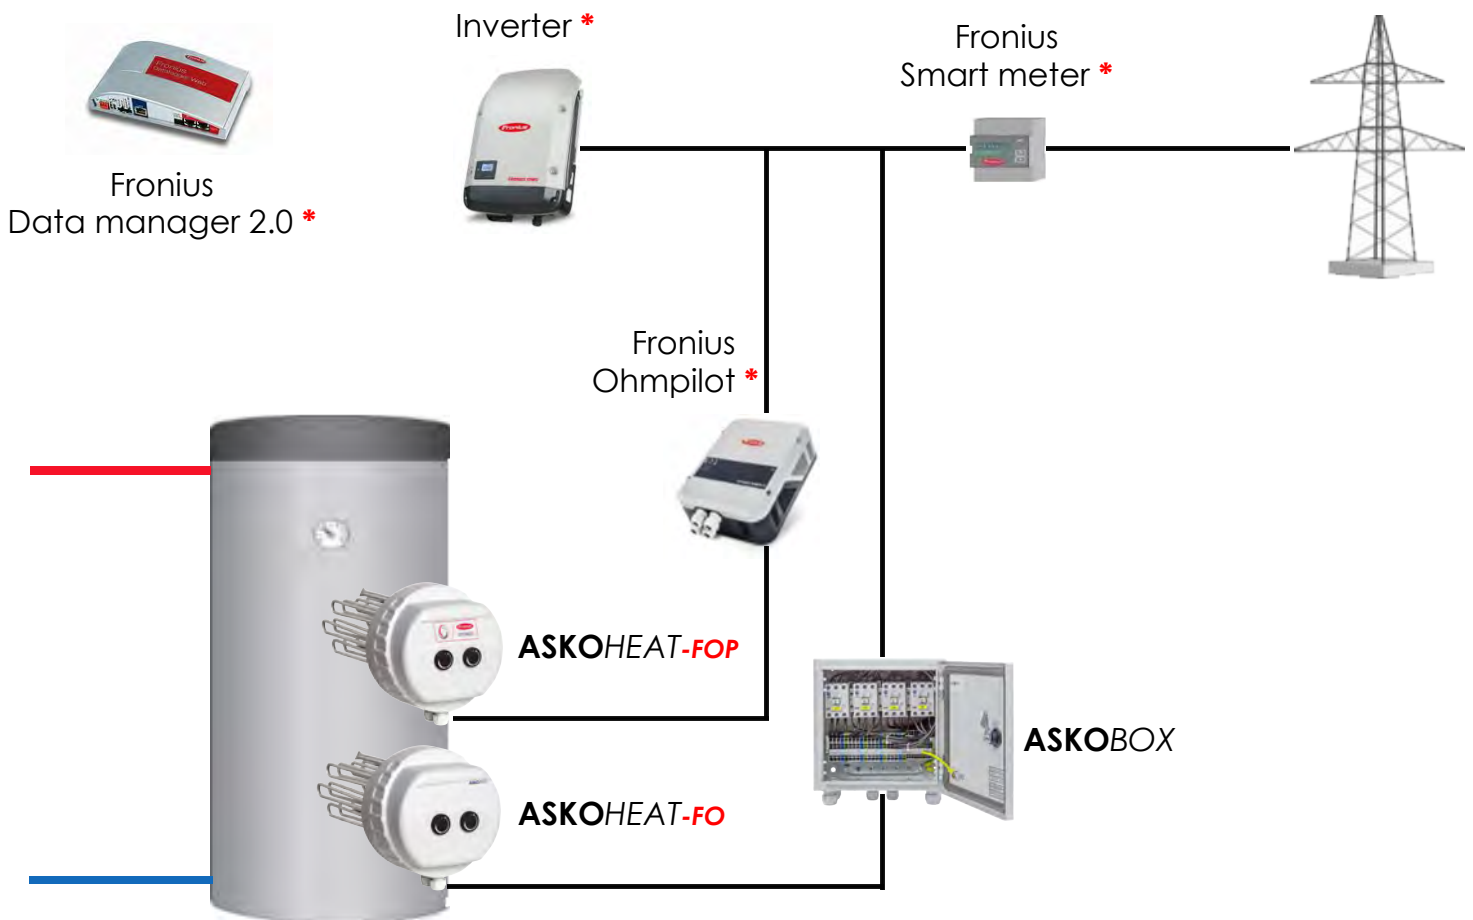 Inverter *
Fronius
Smart meter *
Fronius
Data manager 2.0 *
Fronius
Ohmpilot *
ASKOHEAT-FOP
ASKOBOX
ASKOHEAT-FO